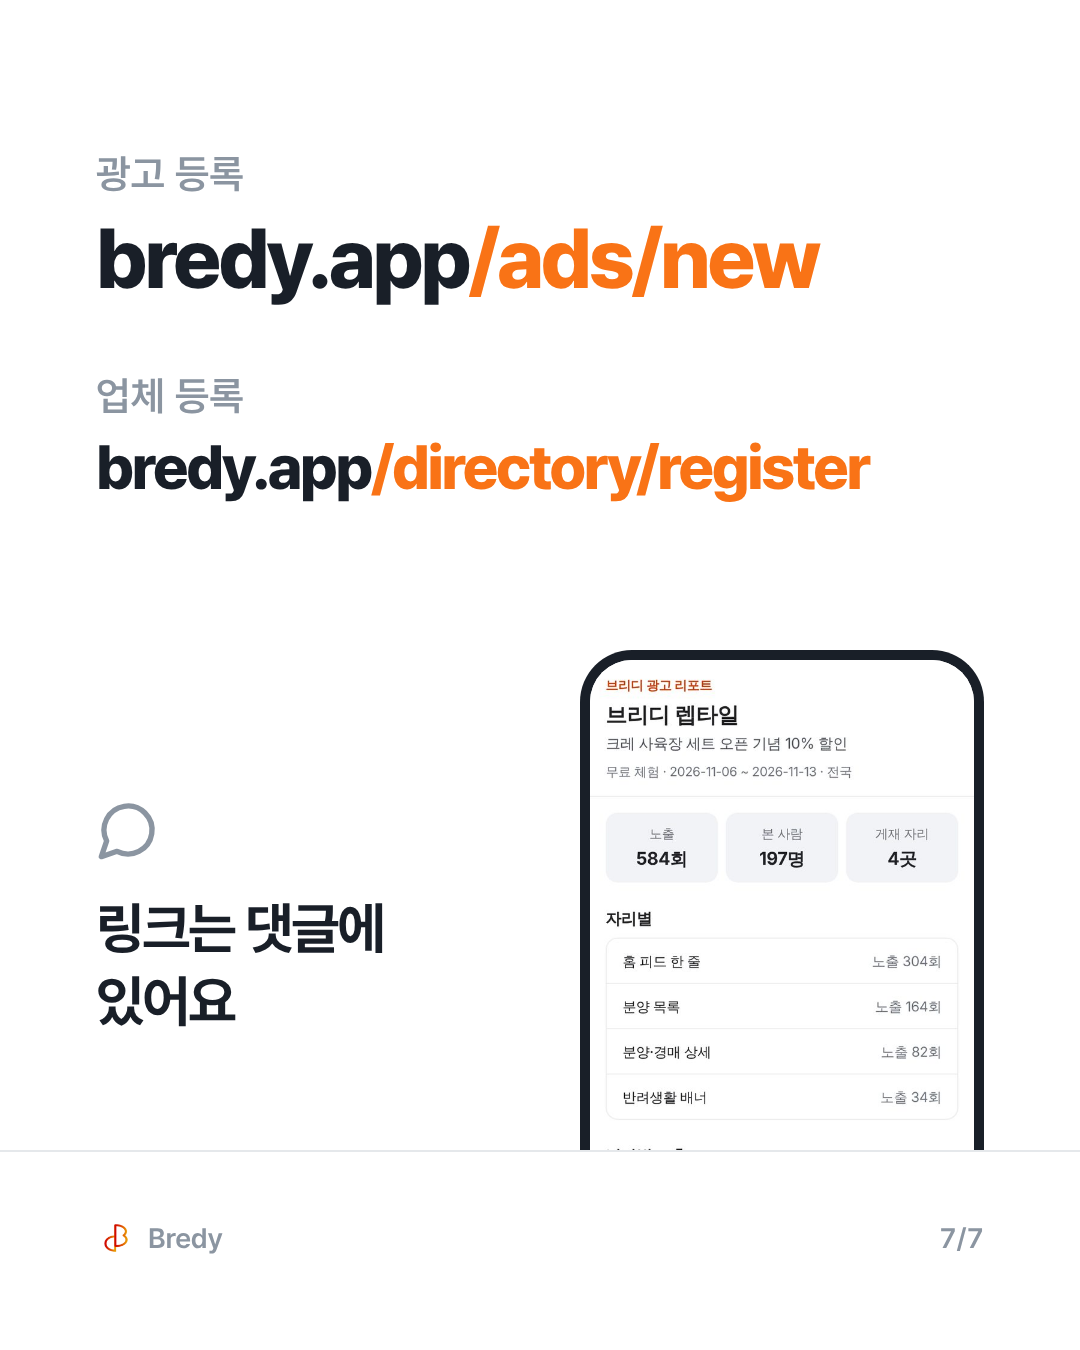 광고 등록
bredy.app/ads/new
업체 등록
bredy.app/directory/register
링크는 댓글에
있어요
브리디 광고 리포트
브리디 렙타일
크레 사육장 세트 오픈 기념 10% 할인
무료 체험 · 2026-11-06 ~ 2026-11-13 · 전국
노출
584회
본 사람
197명
게재 자리
4곳
자리별
홈 피드 한 줄 노출 304회
분양 목록 노출 164회
분양·경매 상세 노출 82회
반려생활 배너 노출 34회
Bredy
7/7